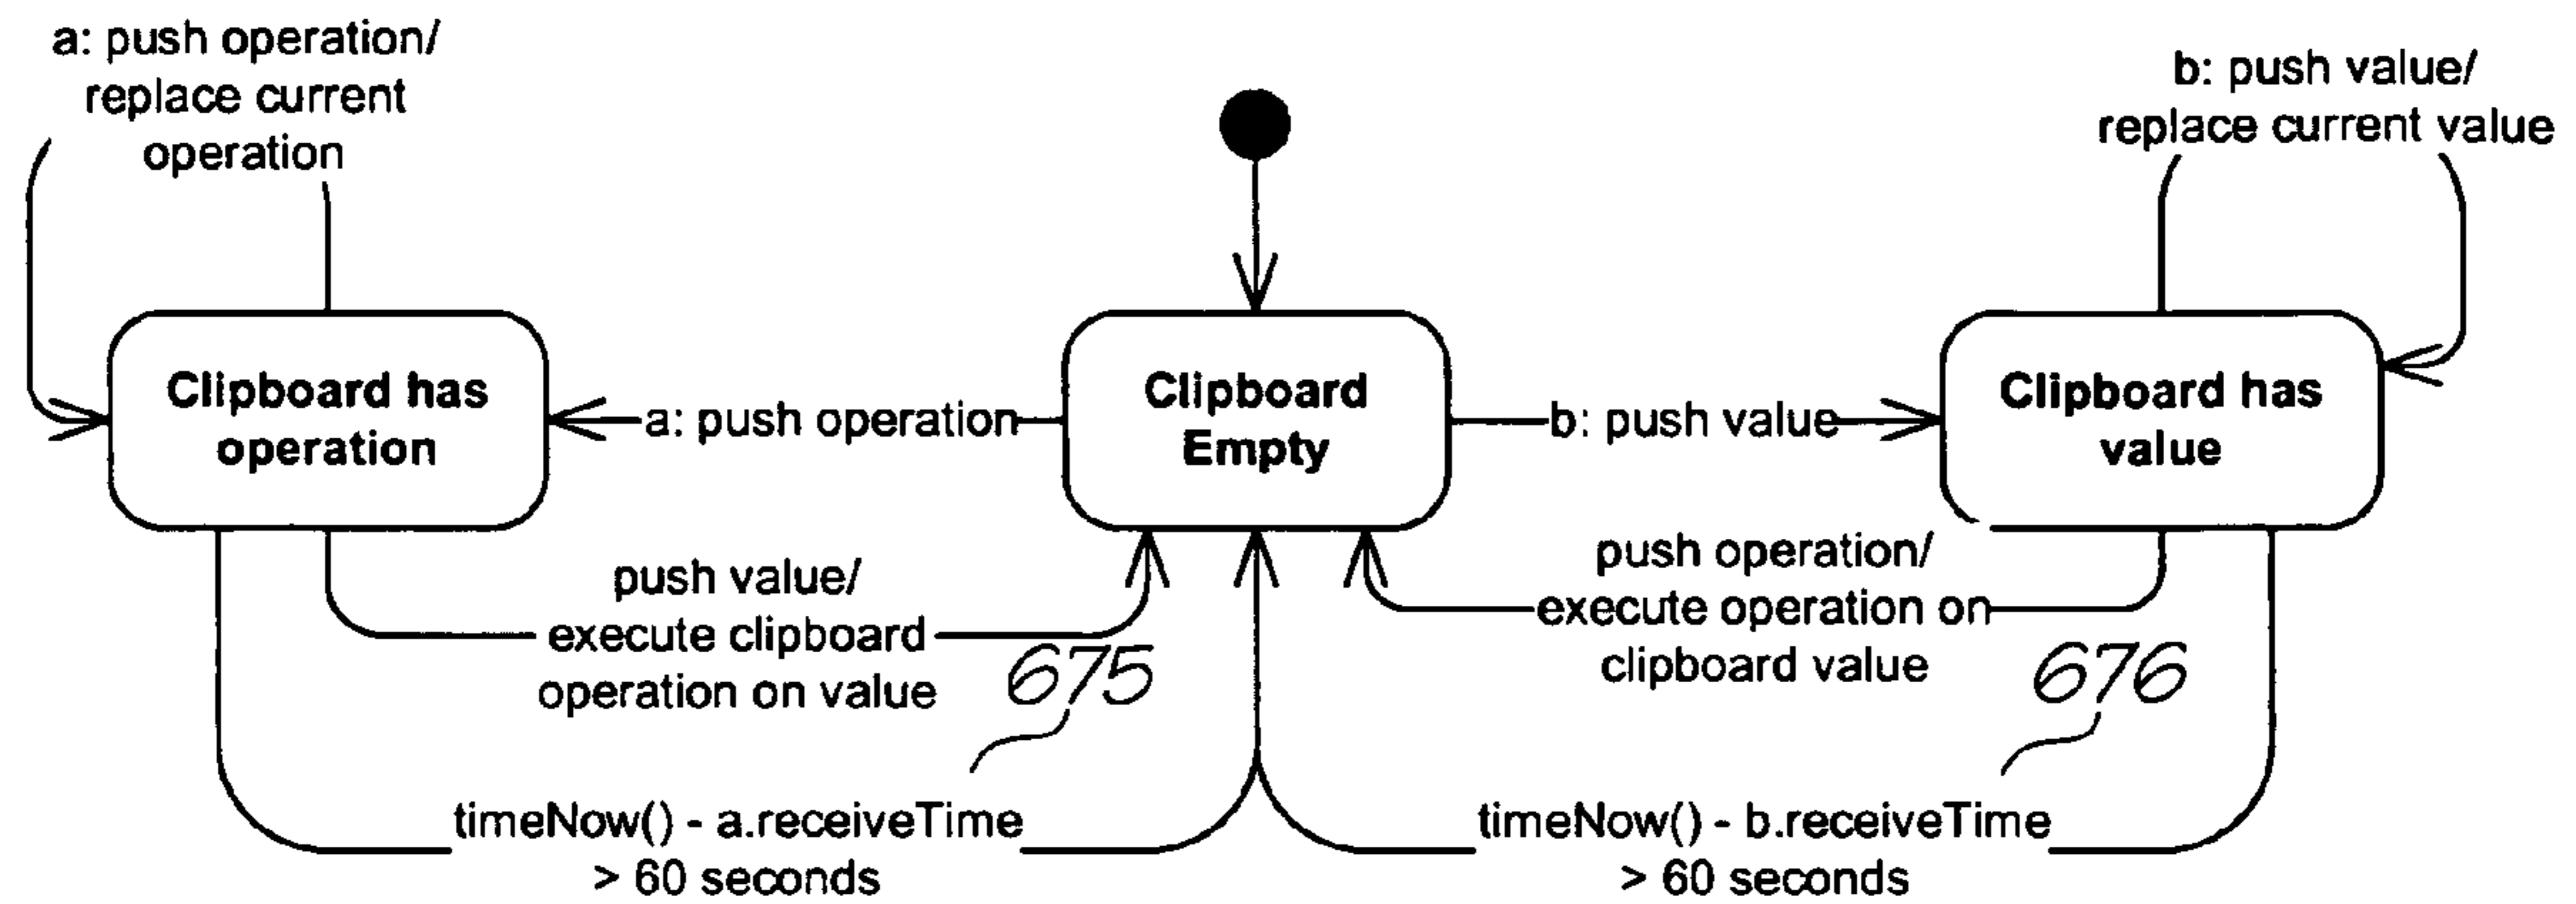 a: push operation/
replace current
operation
b: push value/
replace current value
Clipboard has
operation
a: push operation
Clipboard
Empty
b: push value
Clipboard has
value
push value/
execute clipboard
operation on value
675
push operation/
execute operation on
clipboard value
676
timeNow() - a.receiveTime
> 60 seconds
timeNow() - b.receiveTime
> 60 seconds